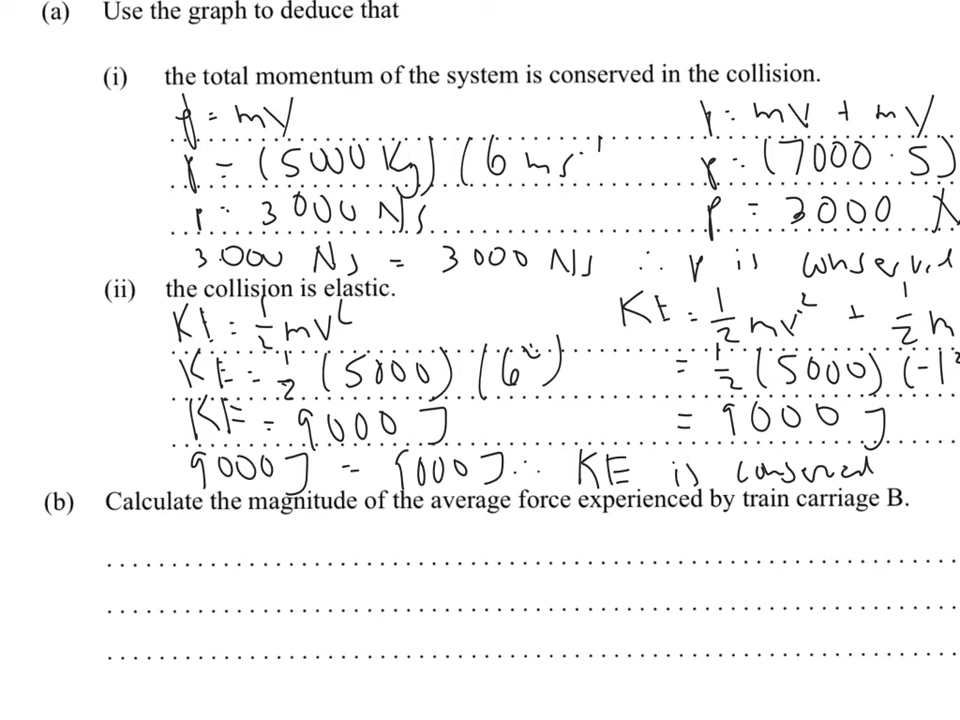 (a) Use the graph to deduce that
(i) the total momentum of the system is conserved in the collision.
p = mv p = mv + mv
p = (5000 kg)(6 ms⁻¹ p = (7000 · 5)
p = 3000 Ns p = 3000 N
3000 Ns = 3000 Ns ∴ p is conserved
(ii) the collision is elastic.
KE = ½mv² KE = ½mv² + ½m
KE = ½(5000)(6²) = ½(5000)(-1²
KE = 9000 J = 9000 J
9000 J = 9000 J ∴ KE is conserved
(b) Calculate the magnitude of the average force experienced by train carriage B.